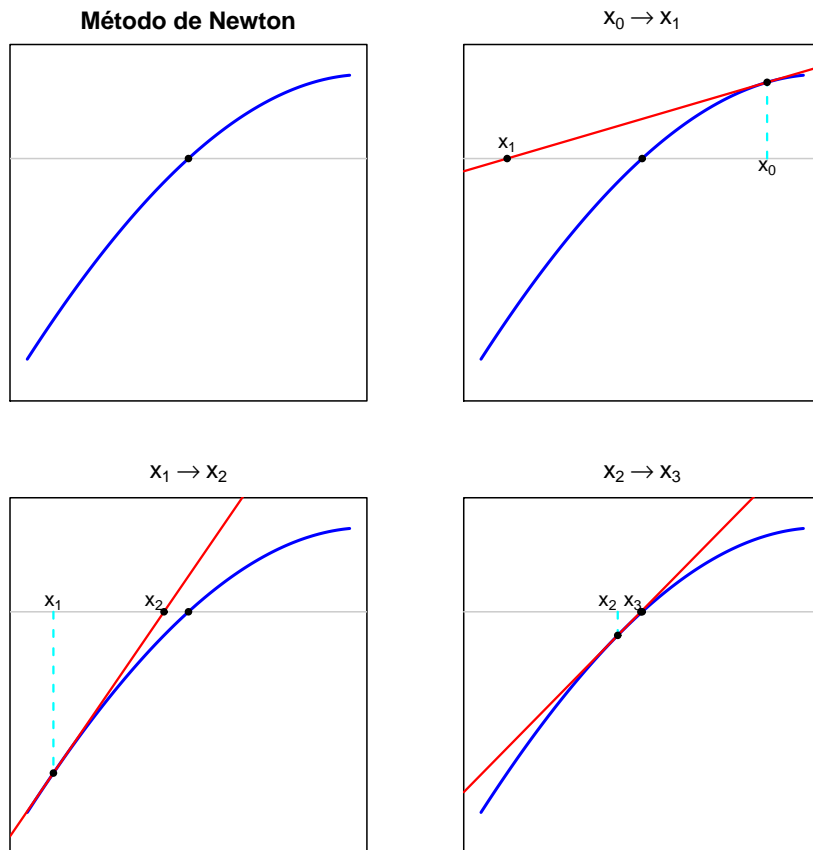 Método de Newton
x₀ → x₁
x₁
x₀
x₁ → x₂
x₁
x₂
x₂ → x₃
x₂ x₃